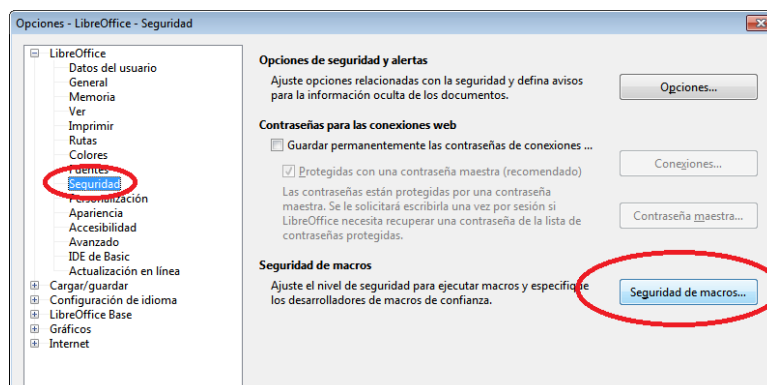 Opciones - LibreOffice - Seguridad
LibreOffice
Datos del usuario
General
Memoria
Ver
Imprimir
Rutas
Colores
Fuentes
Seguridad
Personalización
Apariencia
Accesibilidad
Avanzado
IDE de Basic
Actualización en línea
Cargar/guardar
Configuración de idioma
LibreOffice Base
Gráficos
Internet
Opciones de seguridad y alertas
Ajuste opciones relacionadas con la seguridad y defina avisos
para la información oculta de los documentos.
Opciones...
Contraseñas para las conexiones web
Guardar permanentemente las contraseñas de conexiones ...
Protegidas con una contraseña maestra (recomendado)
Conexiones...
Las contraseñas están protegidas por una contraseña
maestra. Se le solicitará escribirla una vez por sesión si
LibreOffice necesita recuperar una contraseña de la lista de
contraseñas protegidas.
Contraseña maestra...
Seguridad de macros
Ajuste el nivel de seguridad para ejecutar macros y especifique
los desarrolladores de macros de confianza.
Seguridad de macros...